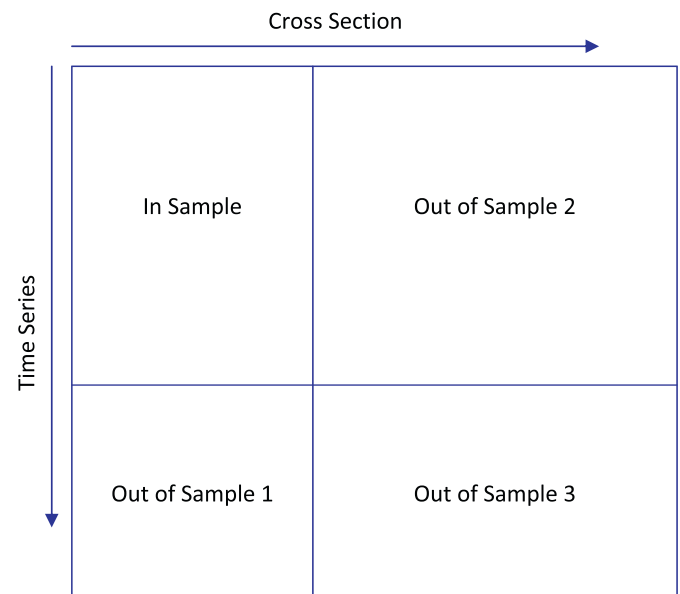 Cross Section
In Sample
Out of Sample 2
Time Series
Out of Sample 1
Out of Sample 3